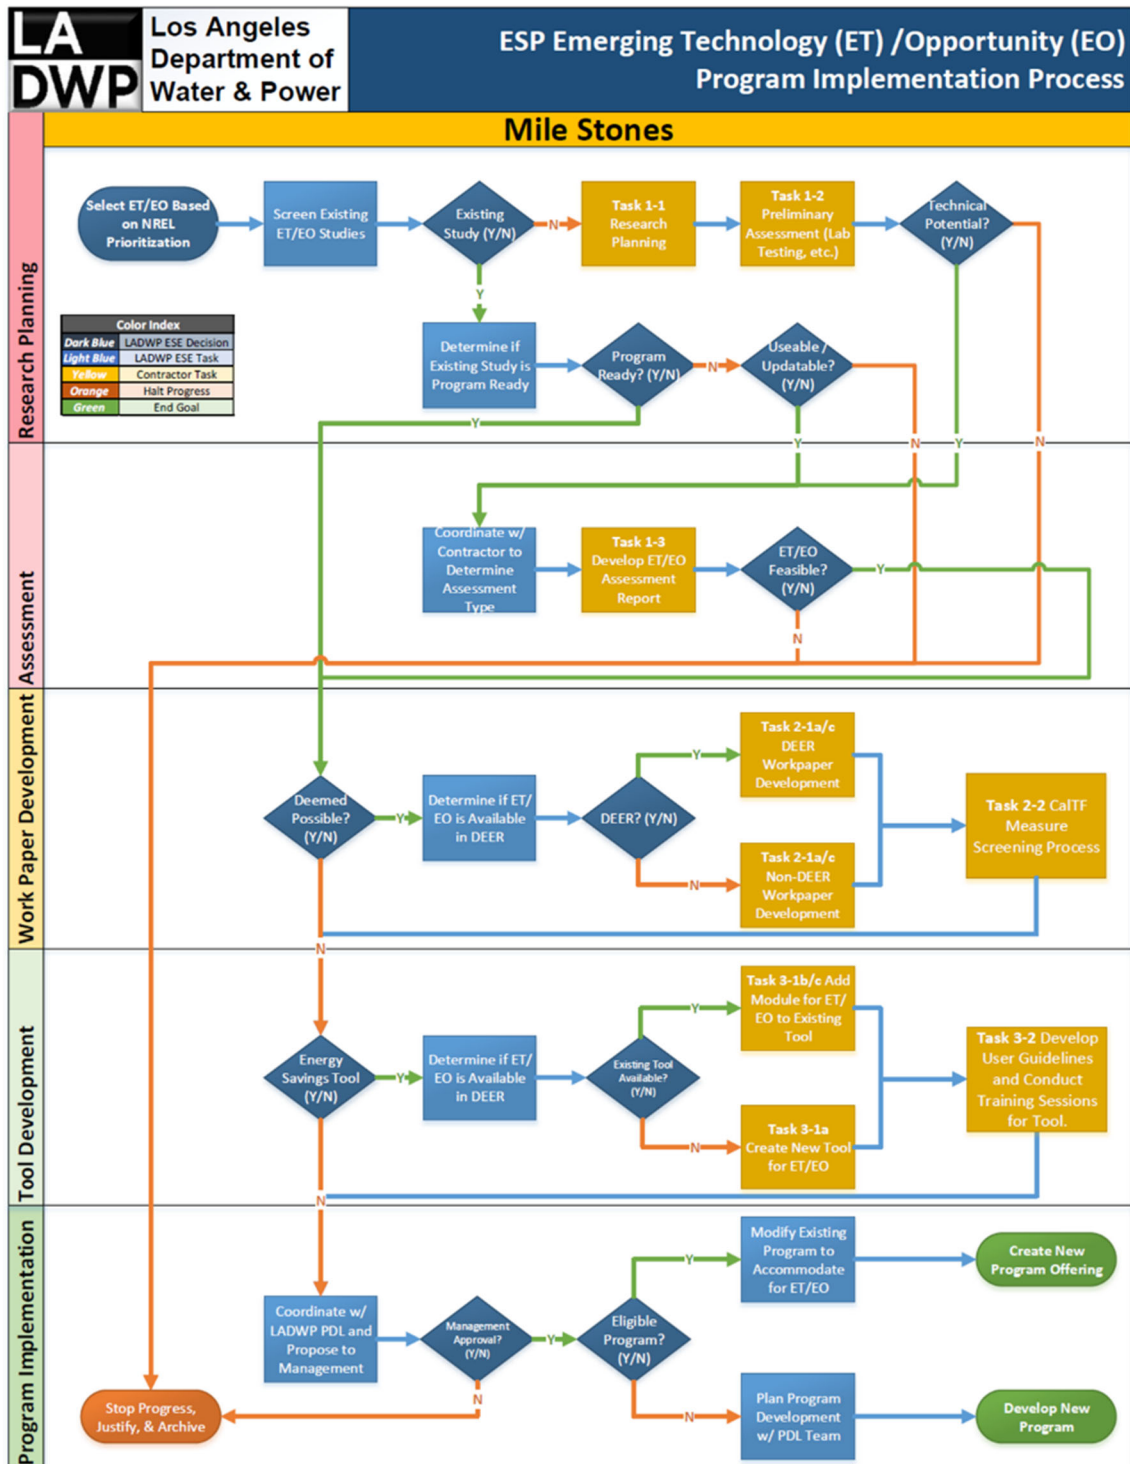 LA
DWP
Los Angeles
Department of
Water & Power
ESP Emerging Technology (ET) /Opportunity (EO)
Program Implementation Process
Mile Stones
Research Planning
Select ET/EO Based
on NREL
Prioritization
Screen Existing
ET/EO Studies
Existing
Study (Y/N)
N
Task 1-1
Research
Planning
Task 1-2
Preliminary
Assessment (Lab
Testing, etc.)
Technical
Potential?
(Y/N)
Y
Color Index
Dark Blue LADWP ESE Decision
Light Blue LADWP ESE Task
Yellow Contractor Task
Orange Halt Progress
Green End Goal
Determine if
Existing Study is
Program Ready
Program
Ready? (Y/N)
N
Useable /
Updatable?
(Y/N)
Y
Y
N
Y
N
Assessment
Coordinate w/
Contractor to
Determine
Assessment
Type
Task 1-3
Develop ET/EO
Assessment
Report
ET/EO
Feasible?
(Y/N)
Y
N
Work Paper Development
Deemed
Possible?
(Y/N)
Y
Determine if ET/
EO is Available
in DEER
DEER? (Y/N)
Y
Task 2-1a/c
DEER
Workpaper
Development
N
Task 2-1a/c
Non-DEER
Workpaper
Development
Task 2-2 CalTF
Measure
Screening Process
N
Tool Development
Energy
Savings Tool
(Y/N)
Y
Determine if ET/
EO is Available
in DEER
Existing Tool
Available?
(Y/N)
Y
Task 3-1b/c Add
Module for ET/
EO to Existing
Tool
N
Task 3-1a
Create New Tool
for ET/EO
Task 3-2 Develop
User Guidelines
and Conduct
Training Sessions
for Tool.
N
Program Implementation
Coordinate w/
LADWP PDL and
Propose to
Management
Management
Approval?
(Y/N)
Y
Eligible
Program?
(Y/N)
Y
Modify Existing
Program to
Accommodate
for ET/EO
Create New
Program Offering
N
Stop Progress,
Justify, & Archive
N
Plan Program
Development
w/ PDL Team
Develop New
Program